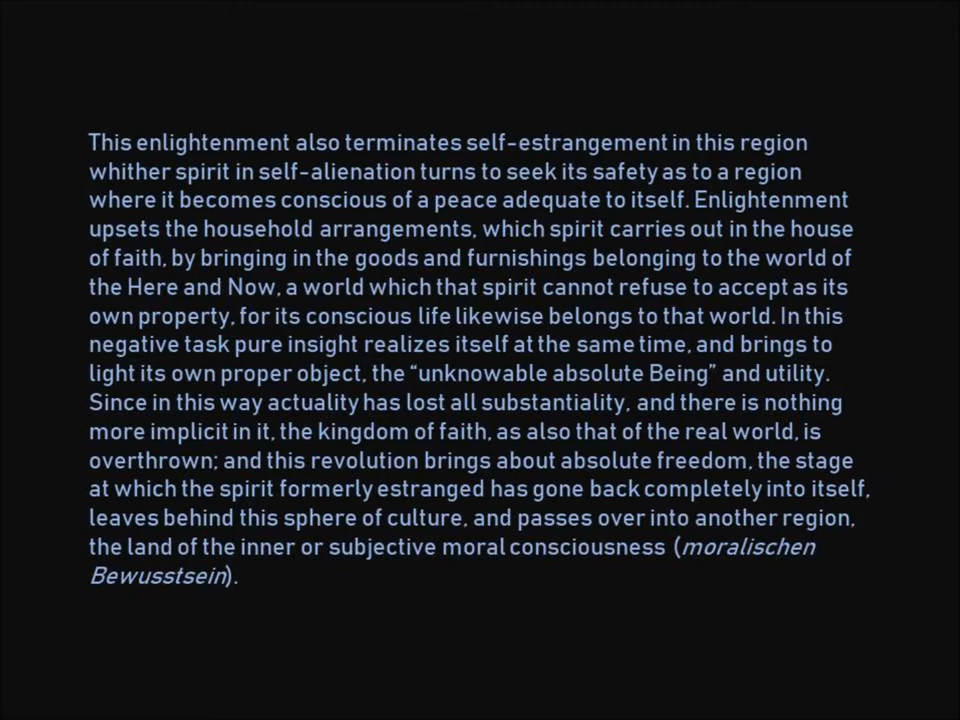 This enlightenment also terminates self-estrangement in this region
whither spirit in self-alienation turns to seek its safety as to a region
where it becomes conscious of a peace adequate to itself. Enlightenment
upsets the household arrangements, which spirit carries out in the house
of faith, by bringing in the goods and furnishings belonging to the world of
the Here and Now, a world which that spirit cannot refuse to accept as its
own property, for its conscious life likewise belongs to that world. In this
negative task pure insight realizes itself at the same time, and brings to
light its own proper object, the “unknowable absolute Being” and utility.
Since in this way actuality has lost all substantiality, and there is nothing
more implicit in it, the kingdom of faith, as also that of the real world, is
overthrown; and this revolution brings about absolute freedom, the stage
at which the spirit formerly estranged has gone back completely into itself,
leaves behind this sphere of culture, and passes over into another region,
the land of the inner or subjective moral consciousness (moralischen
Bewusstsein).